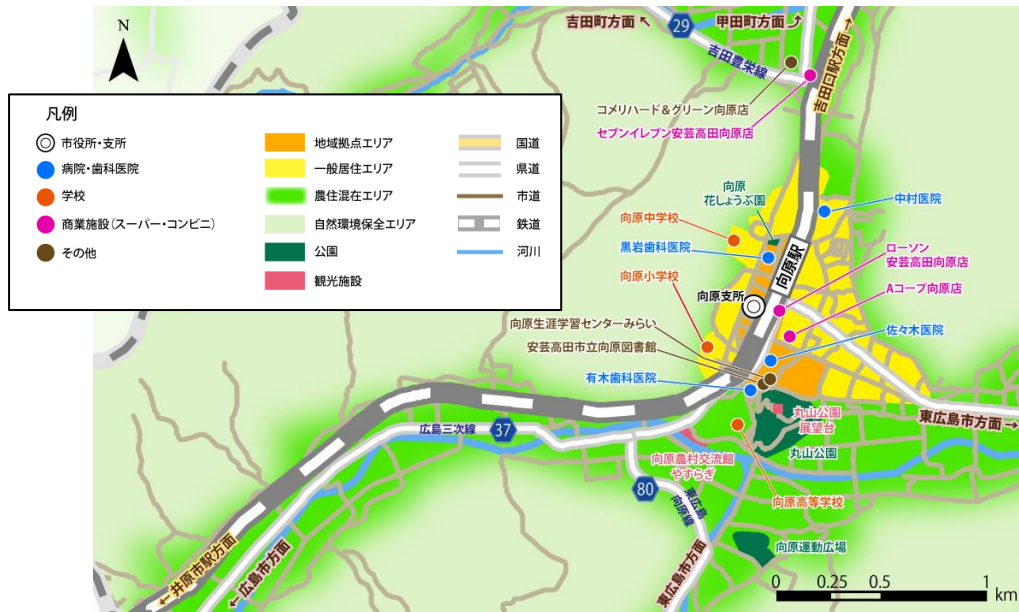 N
吉田町方面 ↖
29
甲田町方面 ⤴
吉田豊栄線
吉田口駅方面→
コメリハード＆グリーン向原店
セブンイレブン安芸高田向原店
凡例
市役所・支所
病院・歯科医院
学校
商業施設（スーパー・コンビニ）
その他
地域拠点エリア
一般居住エリア
農住混在エリア
自然環境保全エリア
公園
観光施設
国道
県道
市道
鉄道
河川
向原
花しょうぶ園
中村医院
向原中学校
黒岩歯科医院
向原駅
ローソン
安芸高田向原店
向原小学校
Aコープ向原店
向原支所
向原生涯学習センターみらい
佐々木医院
安芸高田市立向原図書館
有木歯科医院
丸山公園
展望台
東広島市方面→
広島三次線
37
丸山公園
向原農村交流館
やすらぎ
80
東広島
向原線
向原高等学校
向原運動広場
←井原市駅方面
←広島市方面
東広島市方面
0 0.25 0.5 1
km